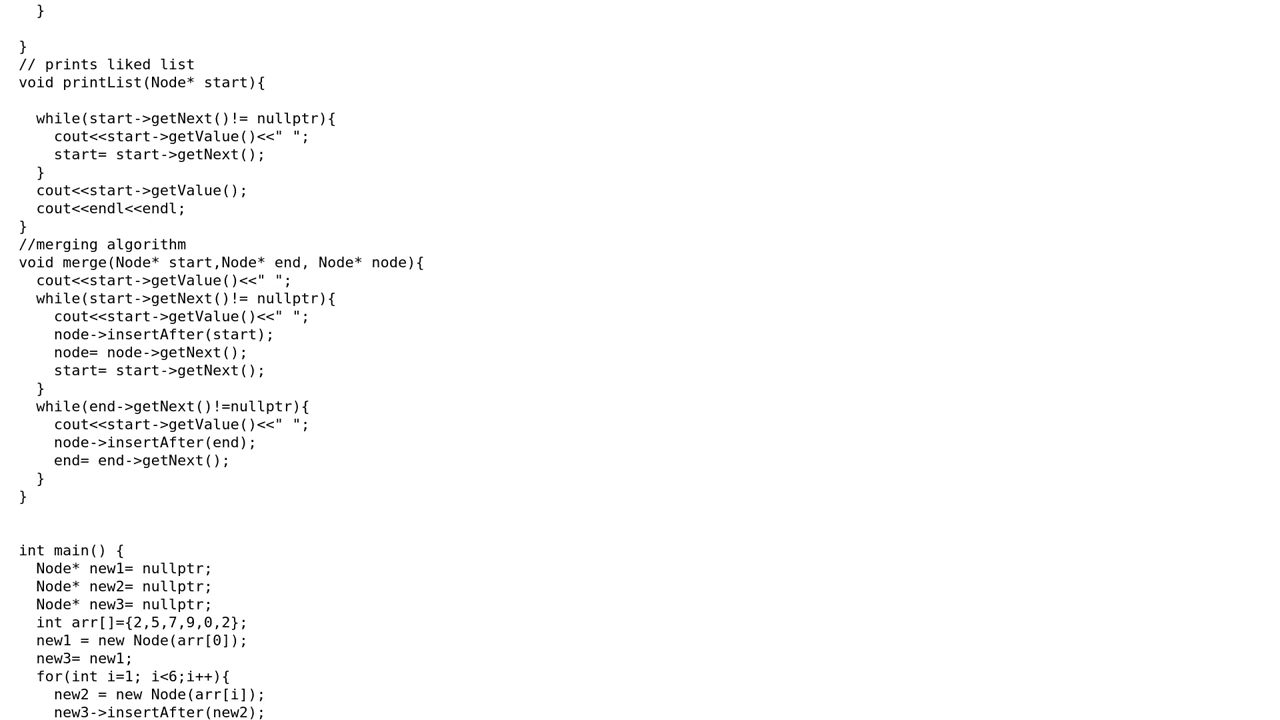 }
}
// prints liked list
void printList(Node* start){
  while(start->getNext()!= nullptr){
    cout<<start->getValue()<<" ";
    start= start->getNext();
  }
  cout<<start->getValue();
  cout<<endl<<endl;
}
//merging algorithm
void merge(Node* start,Node* end, Node* node){
  cout<<start->getValue()<<" ";
  while(start->getNext()!= nullptr){
    cout<<start->getValue()<<" ";
    node->insertAfter(start);
    node= node->getNext();
    start= start->getNext();
  }
  while(end->getNext()!=nullptr){
    cout<<start->getValue()<<" ";
    node->insertAfter(end);
    end= end->getNext();
  }
}
int main() {
  Node* new1= nullptr;
  Node* new2= nullptr;
  Node* new3= nullptr;
  int arr[]={2,5,7,9,0,2};
  new1 = new Node(arr[0]);
  new3= new1;
  for(int i=1; i<6;i++){
    new2 = new Node(arr[i]);
    new3->insertAfter(new2);